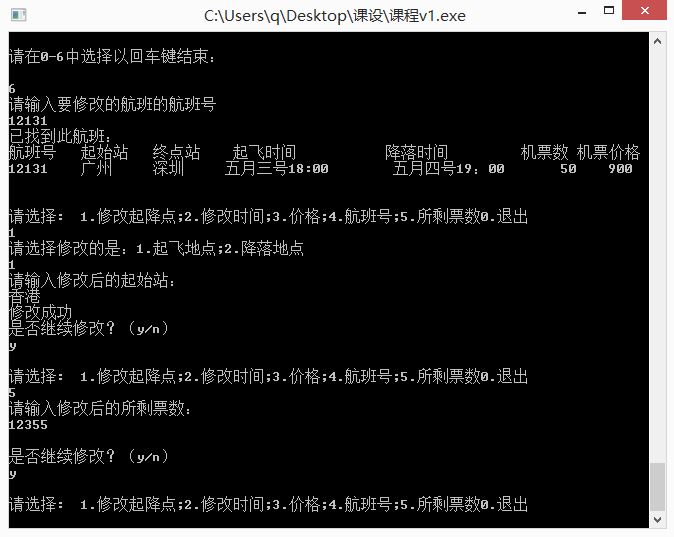 C:\Users\q\Desktop\课设\课程v1.exe
请在0-6中选择以回车键结束：
6
请输入要修改的航班的航班号
12131
已找到此航班：
航班号 起始站 终点站 起飞时间 降落时间 机票数 机票价格
12131 广州 深圳 五月三号18:00 五月四号19：00 50 900
请选择： 1.修改起降点;2.修改时间;3.价格;4.航班号;5.所剩票数0.退出
1
请选择修改的是：1.起飞地点;2.降落地点
1
请输入修改后的起始站：
香港
修改成功
是否继续修改？（y/n）
y
请选择： 1.修改起降点;2.修改时间;3.价格;4.航班号;5.所剩票数0.退出
5
请输入修改后的所剩票数：
12355
是否继续修改？（y/n）
y
请选择： 1.修改起降点;2.修改时间;3.价格;4.航班号;5.所剩票数0.退出